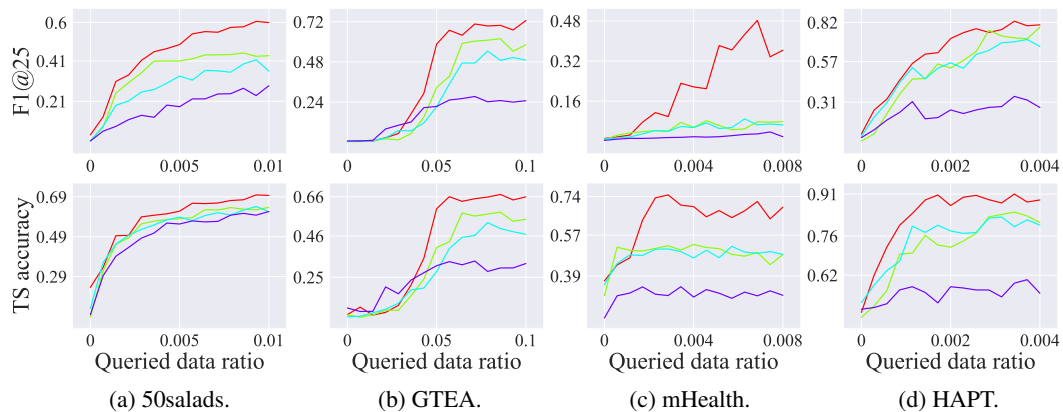 F1@25
0.6
0.41
0.21
0 0.005 0.01
0.72
0.48
0.24
0 0.05 0.1
0.48
0.32
0.16
0 0.004 0.008
0.82
0.57
0.31
0 0.002 0.004
TS accuracy
0.69
0.49
0.29
0 0.005 0.01
0.66
0.46
0.25
0 0.05 0.1
0.74
0.57
0.39
0 0.004 0.008
0.91
0.76
0.62
0 0.002 0.004
Queried data ratio Queried data ratio Queried data ratio Queried data ratio
(a) 50salads. (b) GTEA. (c) mHealth. (d) HAPT.